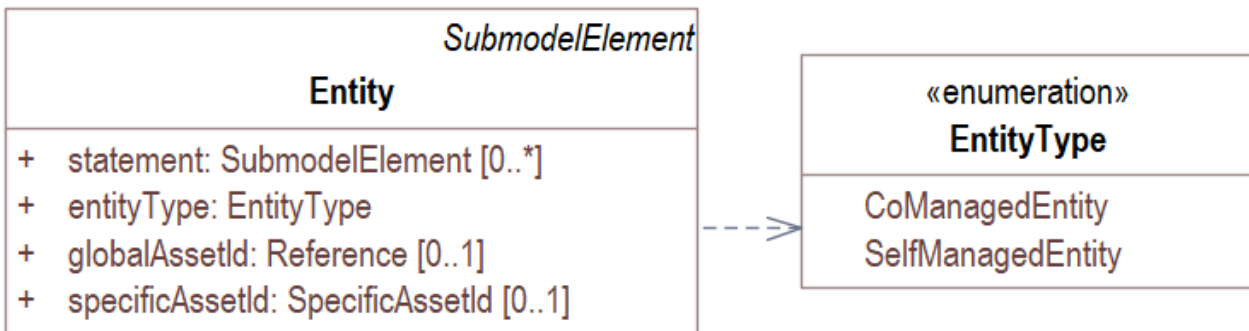 SubmodelElement
Entity
+ statement: SubmodelElement [0..*]
+ entityType: EntityType
+ globalAssetId: Reference [0..1]
+ specificAssetId: SpecificAssetId [0..1]
«enumeration»
EntityType
CoManagedEntity
SelfManagedEntity